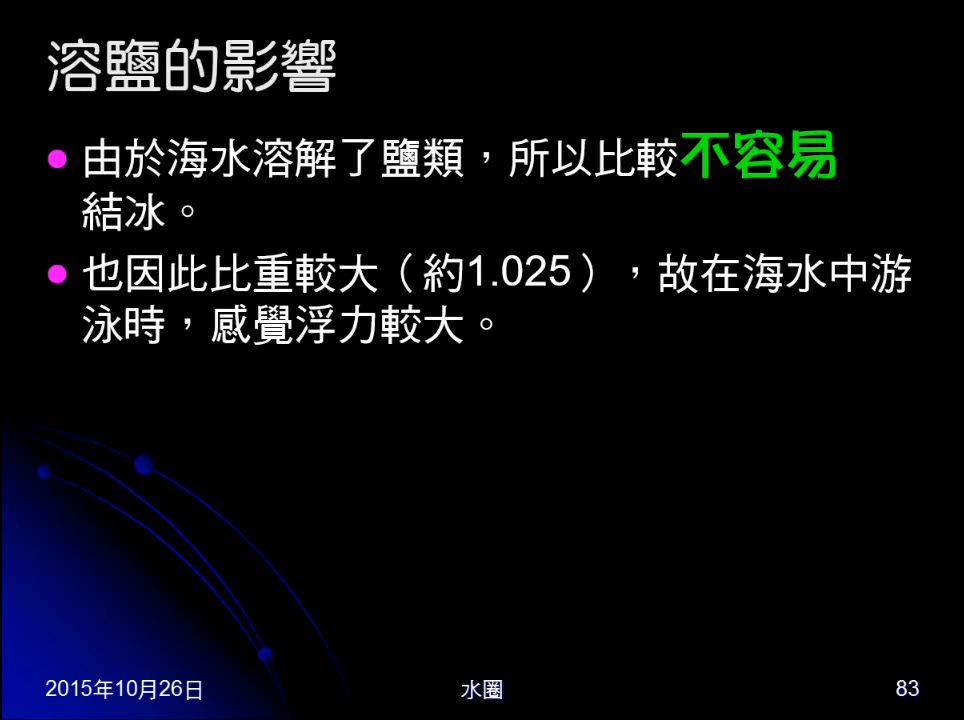 溶鹽的影響
由於海水溶解了鹽類，所以比較不容易
結冰。
也因此比重較大（約1.025），故在海水中游
泳時，感覺浮力較大。
2015年10月26日
水圈
83